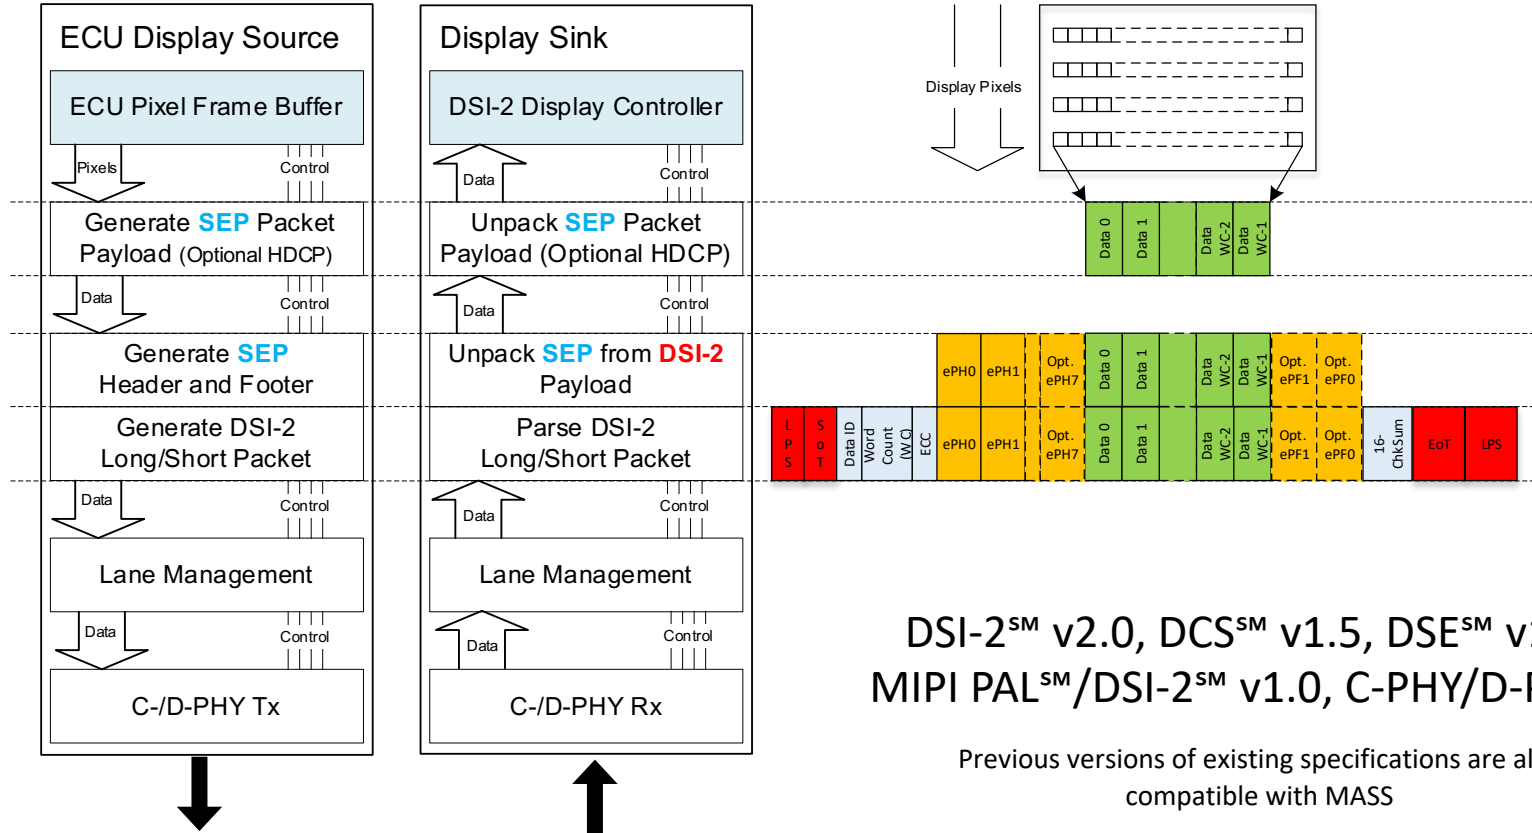 ECU Display Source
ECU Pixel Frame Buffer
Pixels
Control
Generate SEP Packet
Payload (Optional HDCP)
Data
Control
Generate SEP
Header and Footer
Generate DSI-2
Long/Short Packet
Data
Control
Lane Management
Data
Control
C-/D-PHY Tx
Display Sink
DSI-2 Display Controller
Data
Control
Unpack SEP Packet
Payload (Optional HDCP)
Data
Control
Unpack SEP from DSI-2
Payload
Parse DSI-2
Long/Short Packet
Data
Control
Lane Management
Data
Control
C-/D-PHY Rx
Display Pixels
Data 0
Data 1
Data
WC-2
Data
WC-1
ePH0
ePH1
Opt.
ePH7
Data 0
Data 1
Data
WC-2
Data
WC-1
Opt.
ePF1
Opt.
ePF0
LPS
SoT
Data ID
Word
Count
(WC)
ECC
ePH0
ePH1
Opt.
ePH7
Data 0
Data 1
Data
WC-2
Data
WC-1
Opt.
ePF1
Opt.
ePF0
16-
ChkSum
EoT
LPS
DSI-2℠ v2.0, DCS℠ v1.5, DSE℠
MIPI PAL℠/DSI-2℠ v1.0, C-PHY/D-
Previous versions of existing specifications are
compatible with MASS